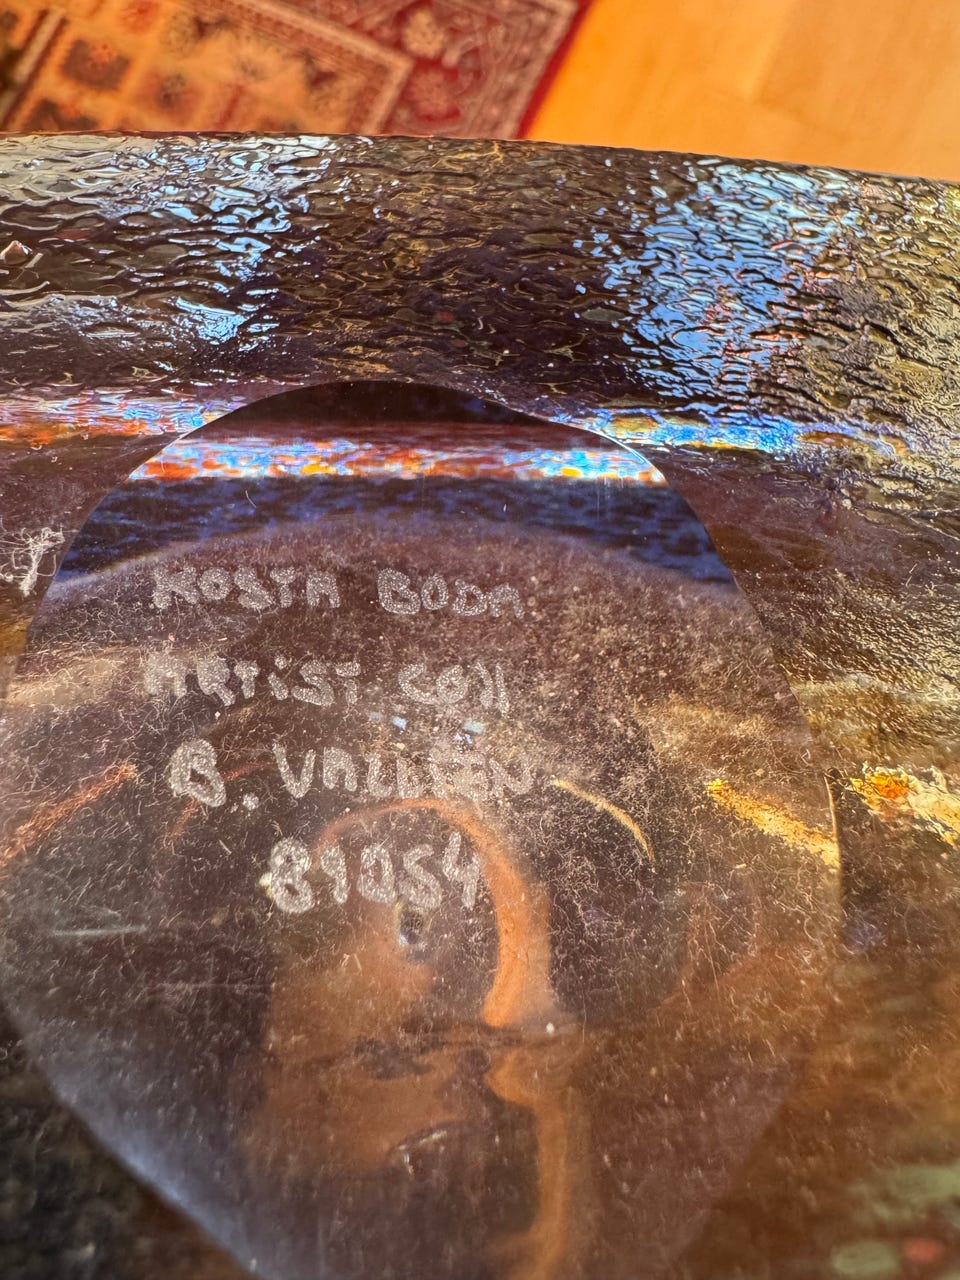 KOSTA BODA
ARTIST COLL
B. VALLIEN
89054